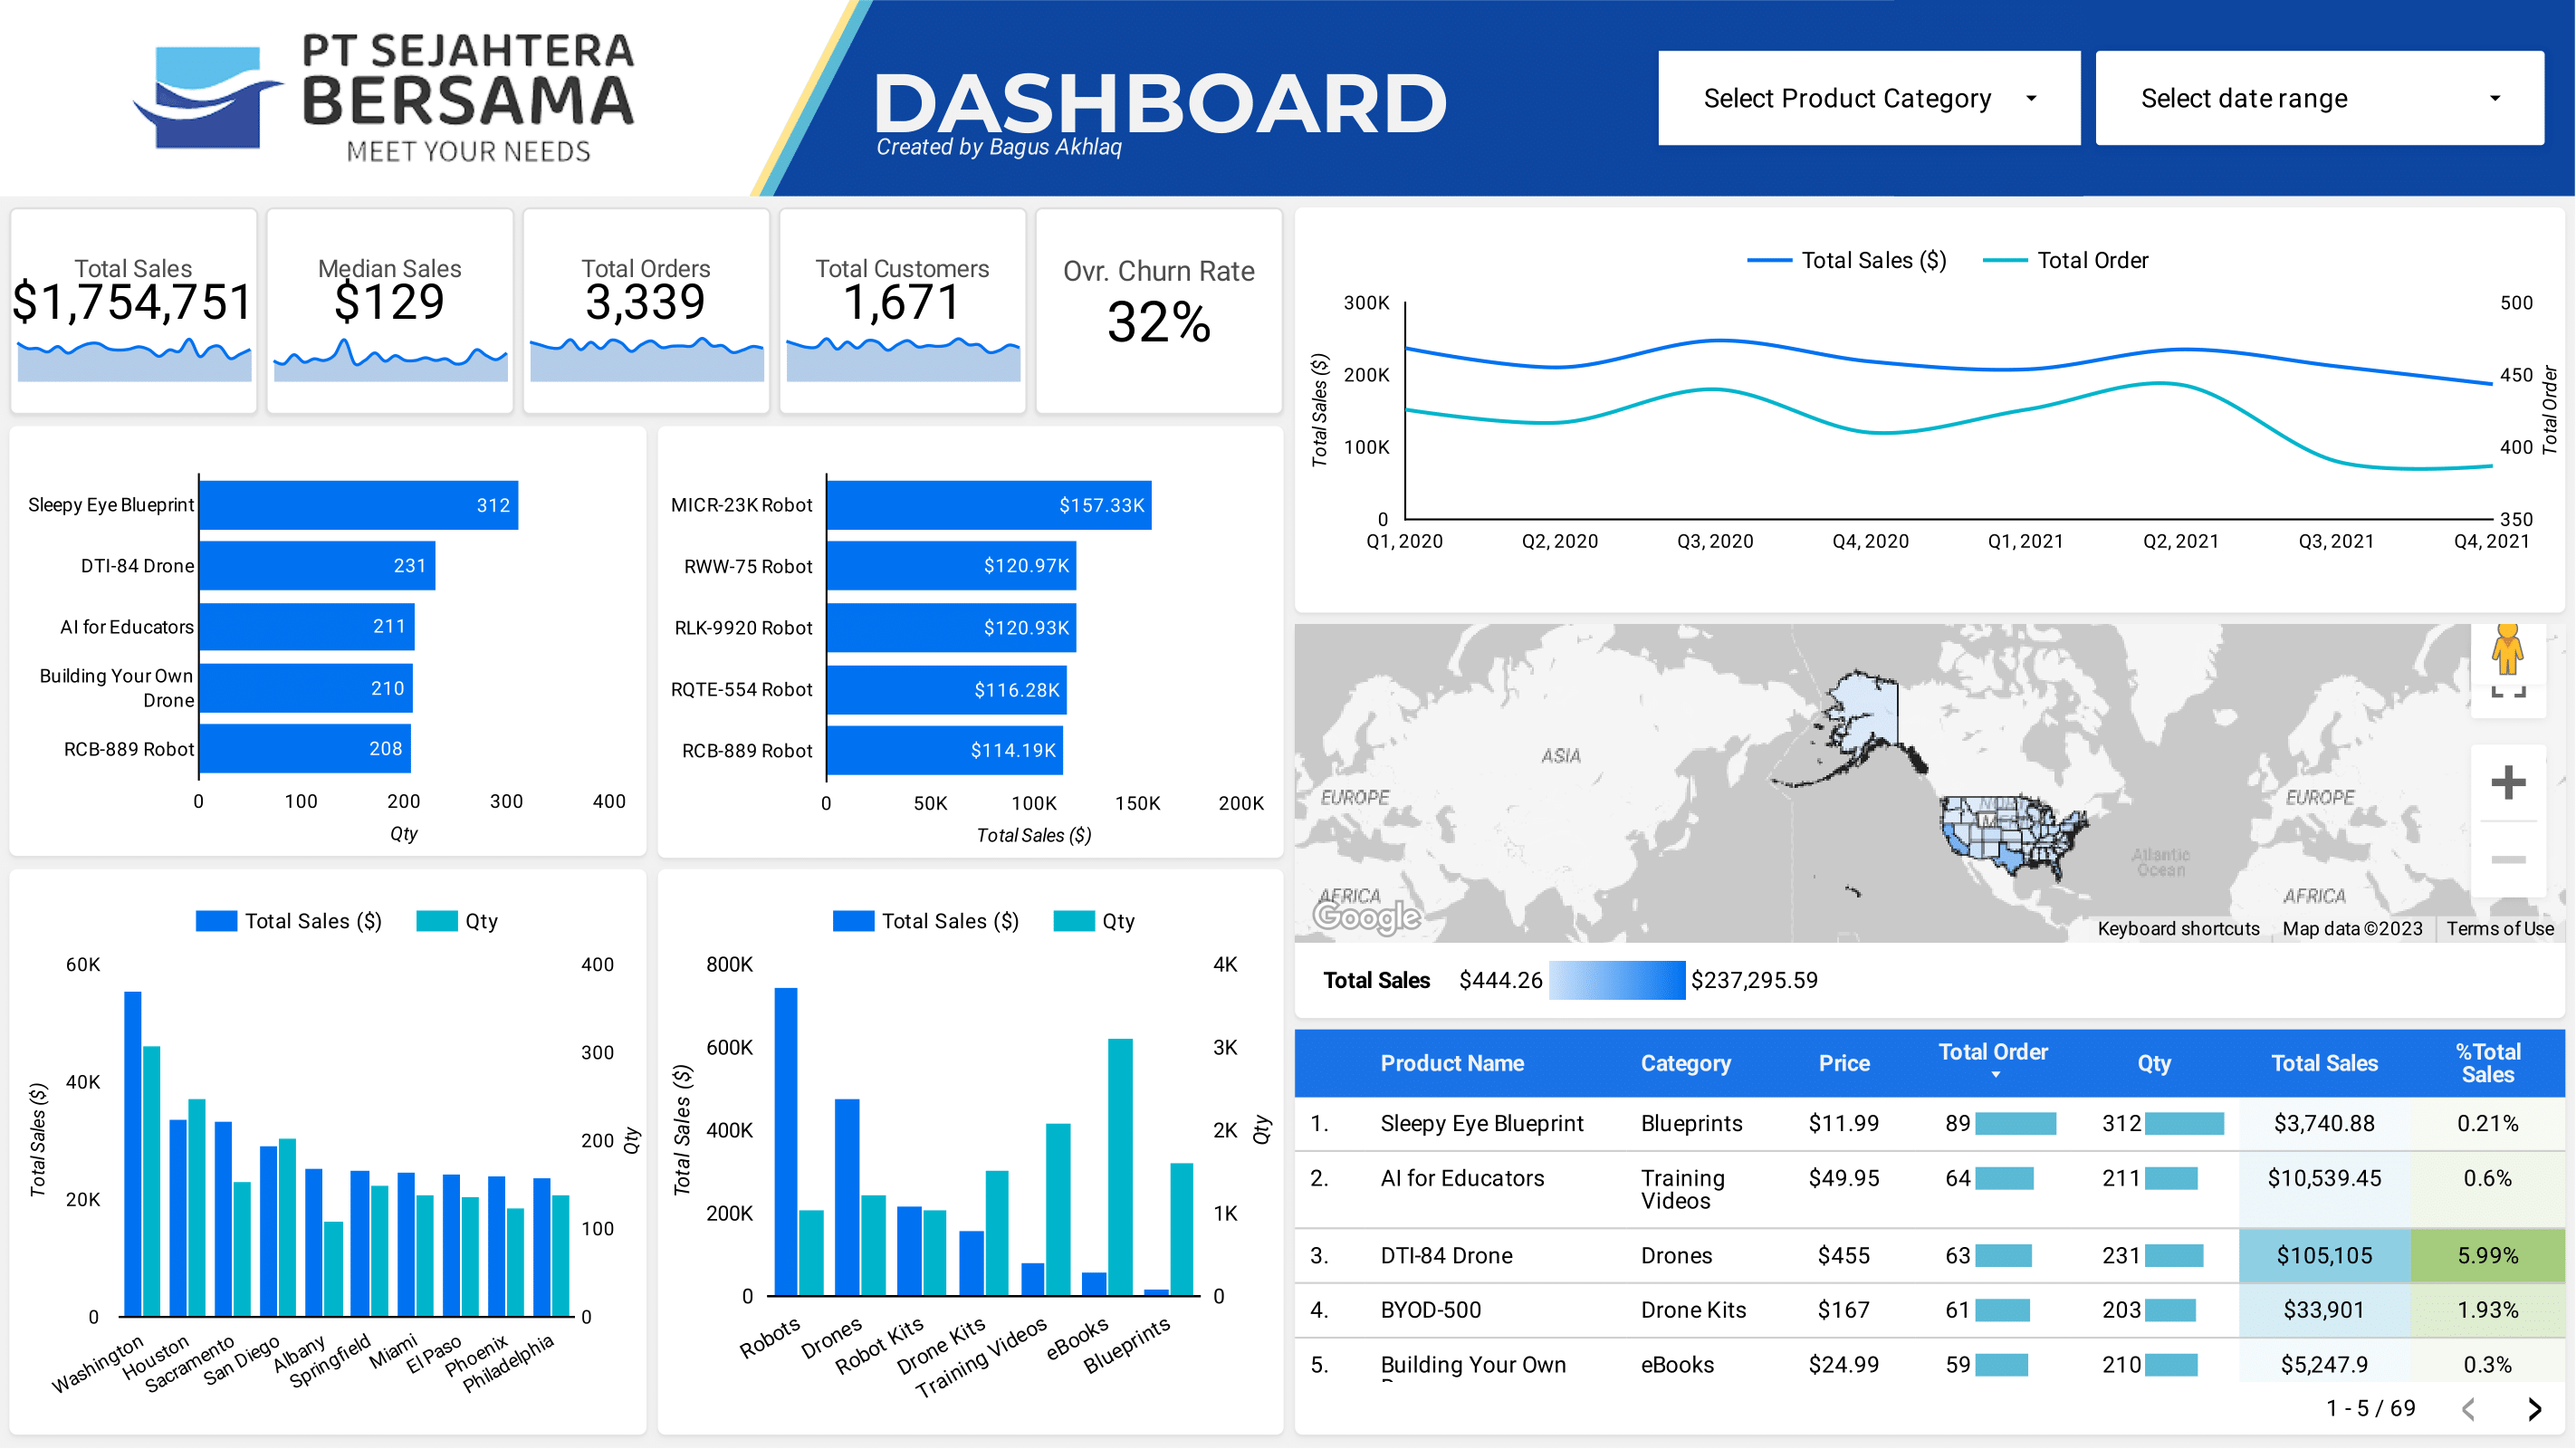 PT SEJAHTERA
BERSAMA
MEET YOUR NEEDS
DASHBOARD
Created by Bagus Akhlaq
Select Product Category
Select date range
Total Sales
$1,754,751
Median Sales
$129
Total Orders
3,339
Total Customers
1,671
Ovr. Churn Rate
32%
Total Sales ($) Total Order
300K
200K
100K
0
Total Sales ($)
500
450
400
350
Total Order
Q1, 2020 Q2, 2020 Q3, 2020 Q4, 2020 Q1, 2021 Q2, 2021 Q3, 2021 Q4, 2021
Sleepy Eye Blueprint 312
DTI-84 Drone 231
AI for Educators 211
Building Your Own
Drone 210
RCB-889 Robot 208
0 100 200 300 400
Qty
MICR-23K Robot $157.33K
RWW-75 Robot $120.97K
RLK-9920 Robot $120.93K
RQTE-554 Robot $116.28K
RCB-889 Robot $114.19K
0 50K 100K 150K 200K
Total Sales ($)
ASIA
EUROPE
AFRICA
Google
Atlantic
Ocean
EUROPE
AFRICA
Keyboard shortcuts Map data ©2023 Terms of Use
Total Sales $444.26 $237,295.59
Total Sales ($) Qty
60K
40K
20K
0
Total Sales ($)
400
300
200
100
0
Qty
Washington Houston Sacramento San Diego Albany Springfield Miami El Paso Phoenix Philadelphia
Total Sales ($) Qty
800K
600K
400K
200K
0
Total Sales ($)
4K
3K
2K
1K
0
Qty
Robots Drones Robot Kits Drone Kits Training Videos eBooks Blueprints
Product Name Category Price Total Order Qty Total Sales %Total
Sales
1. Sleepy Eye Blueprint Blueprints $11.99 89 312 $3,740.88 0.21%
2. AI for Educators Training $49.95 64 211 $10,539.45 0.6%
Videos
3. DTI-84 Drone Drones $455 63 231 $105,105 5.99%
4. BYOD-500 Drone Kits $167 61 203 $33,901 1.93%
5. Building Your Own eBooks $24.99 59 210 $5,247.9 0.3%
1 - 5 / 69